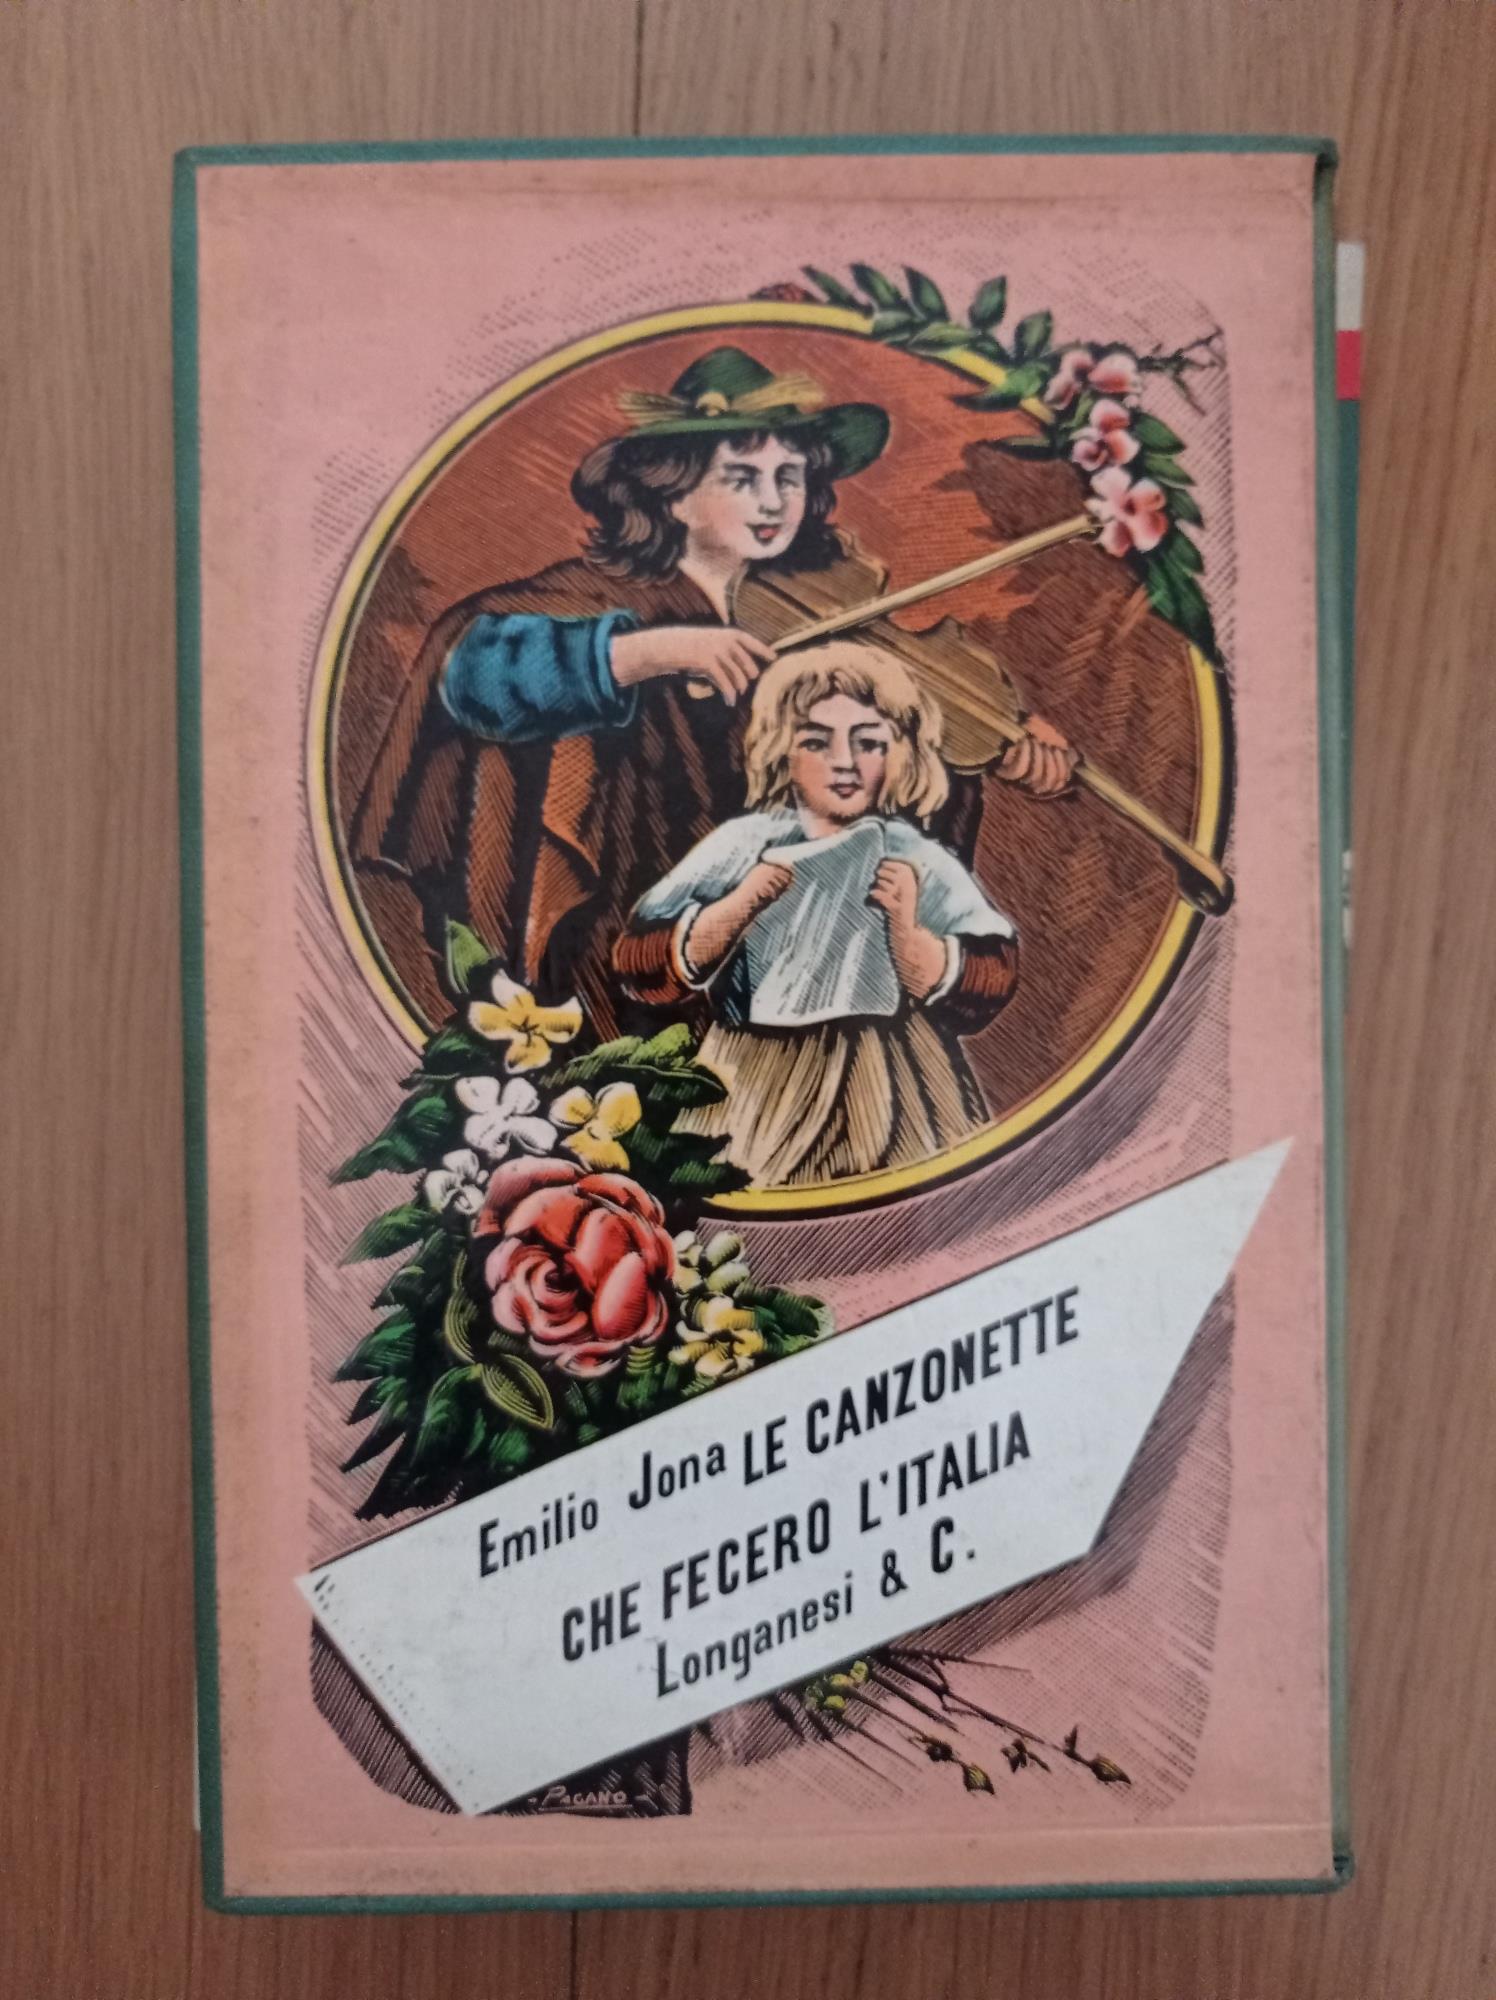 Emilio Jona LE CANZONETTE
CHE FECERO L'ITALIA
Longanesi & C.
- PAGANO -